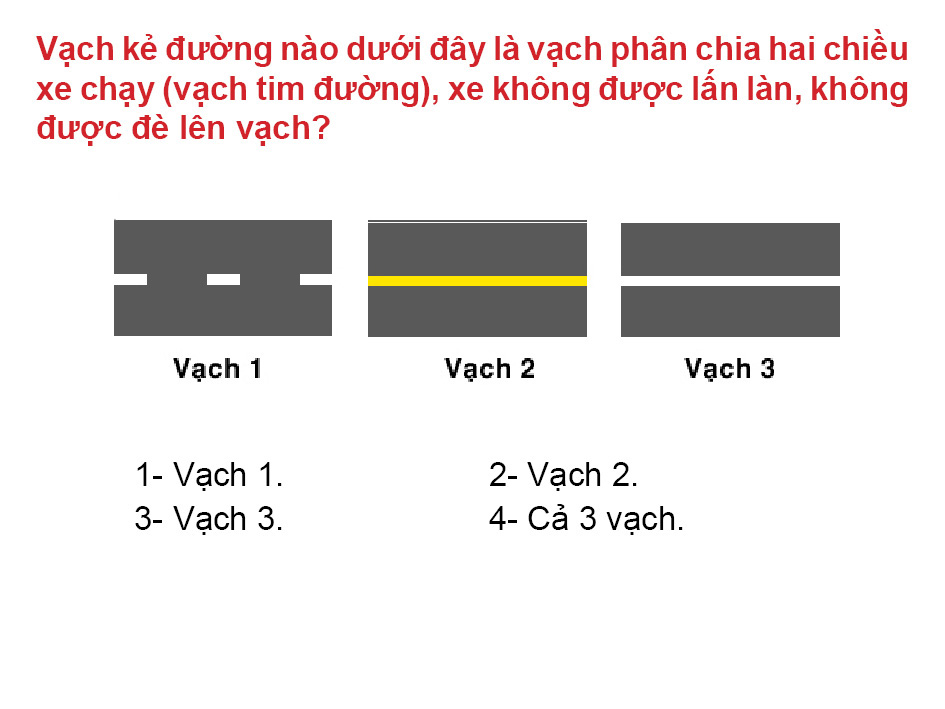 Vạch kẻ đường nào dưới đây là vạch phân chia hai chiều
xe chạy (vạch tim đường), xe không được lấn làn, không
được đè lên vạch?
Vạch 1 Vạch 2 Vạch 3
1- Vạch 1. 2- Vạch 2.
3- Vạch 3. 4- Cả 3 vạch.